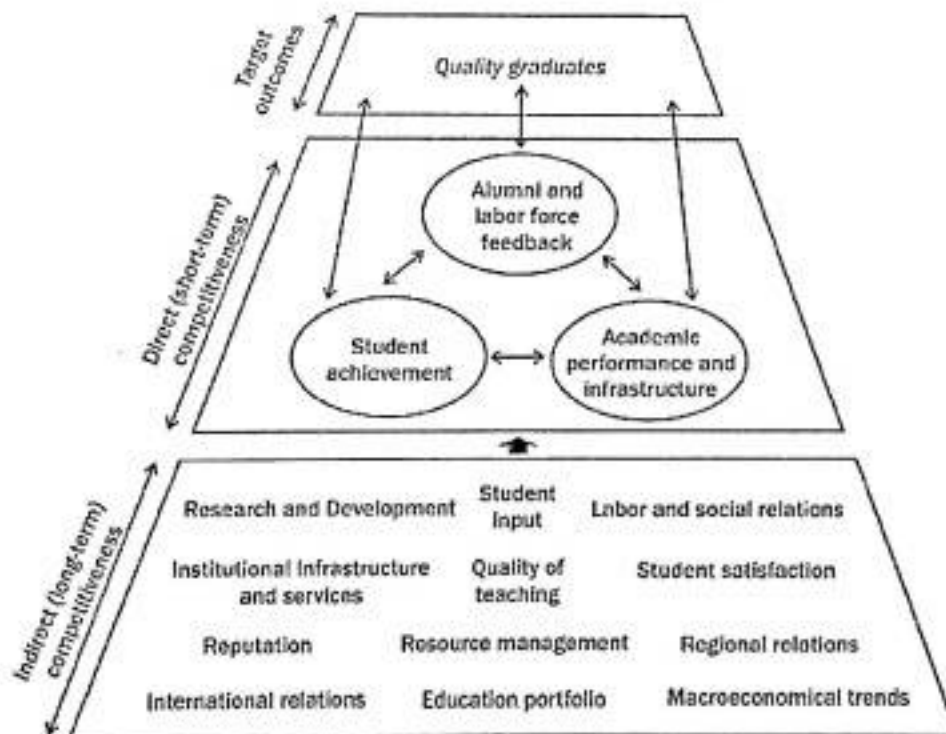 Target
outcomes
Quality graduates
Direct (short-term)
competitiveness
Alumni and
labor force
feedback
Student
achievement
Academic
performance and
infrastructure
Indirect (long-term)
competitiveness
Research and Development
Student
Input
Labor and social relations
Institutional Infrastructure
and services
Quality of
teaching
Student satisfaction
Reputation
Resource management
Regional relations
International relations
Education portfolio
Macroeconomical trends